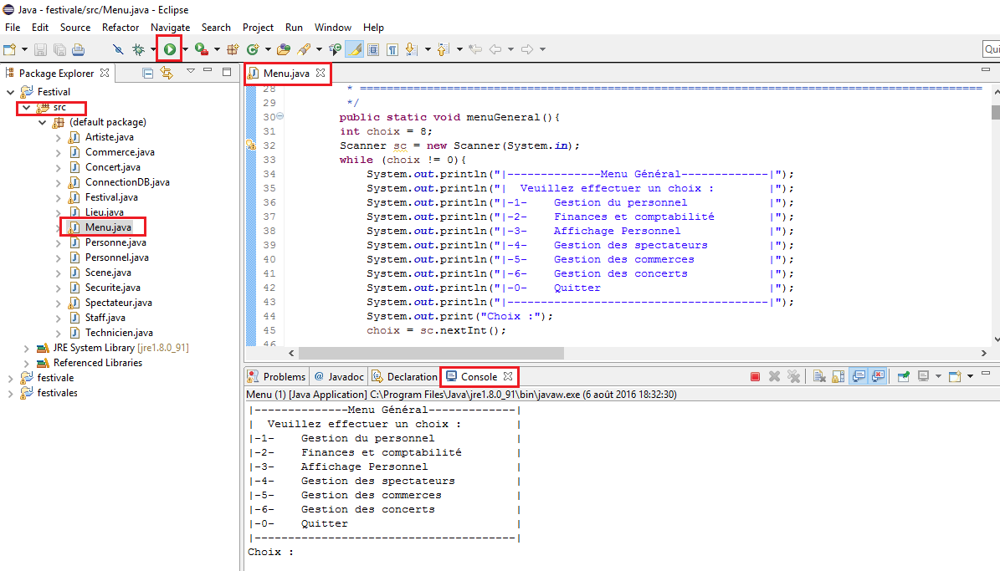 Java - festivale/src/Menu.java - Eclipse
File Edit Source Refactor Navigate Search Project Run Window Help
Qui
Package Explorer
Festival
src
(default package)
Artiste.java
Commerce.java
Concert.java
ConnectionDB.java
Festival.java
Lieu.java
Menu.java
Personne.java
Personnel.java
Scene.java
Securite.java
Spectateur.java
Staff.java
Technicien.java
JRE System Library [jre1.8.0_91]
Referenced Libraries
festivale
festivales
Menu.java
28 * =============================================================================================
29 */
30 public static void menuGeneral(){
31 int choix = 8;
32 Scanner sc = new Scanner(System.in);
33 while (choix != 0){
34 System.out.println("|--------------Menu Général-------------|");
35 System.out.println("|  Veuillez effectuer un choix :        |");
36 System.out.println("|-1-    Gestion du personnel            |");
37 System.out.println("|-2-    Finances et comptabilité        |");
38 System.out.println("|-3-    Affichage Personnel             |");
39 System.out.println("|-4-    Gestion des spectateurs         |");
40 System.out.println("|-5-    Gestion des commerces           |");
41 System.out.println("|-6-    Gestion des concerts            |");
42 System.out.println("|-0-    Quitter                         |");
43 System.out.println("|---------------------------------------|");
44 System.out.print("Choix :");
45 choix = sc.nextInt();
46
Problems @ Javadoc Declaration Console
Menu (1) [Java Application] C:\Program Files\Java\jre1.8.0_91\bin\javaw.exe (6 août 2016 18:32:30)
|--------------Menu Général-------------|
|  Veuillez effectuer un choix :        |
|-1-    Gestion du personnel            |
|-2-    Finances et comptabilité        |
|-3-    Affichage Personnel             |
|-4-    Gestion des spectateurs         |
|-5-    Gestion des commerces           |
|-6-    Gestion des concerts            |
|-0-    Quitter                         |
|---------------------------------------|
Choix :